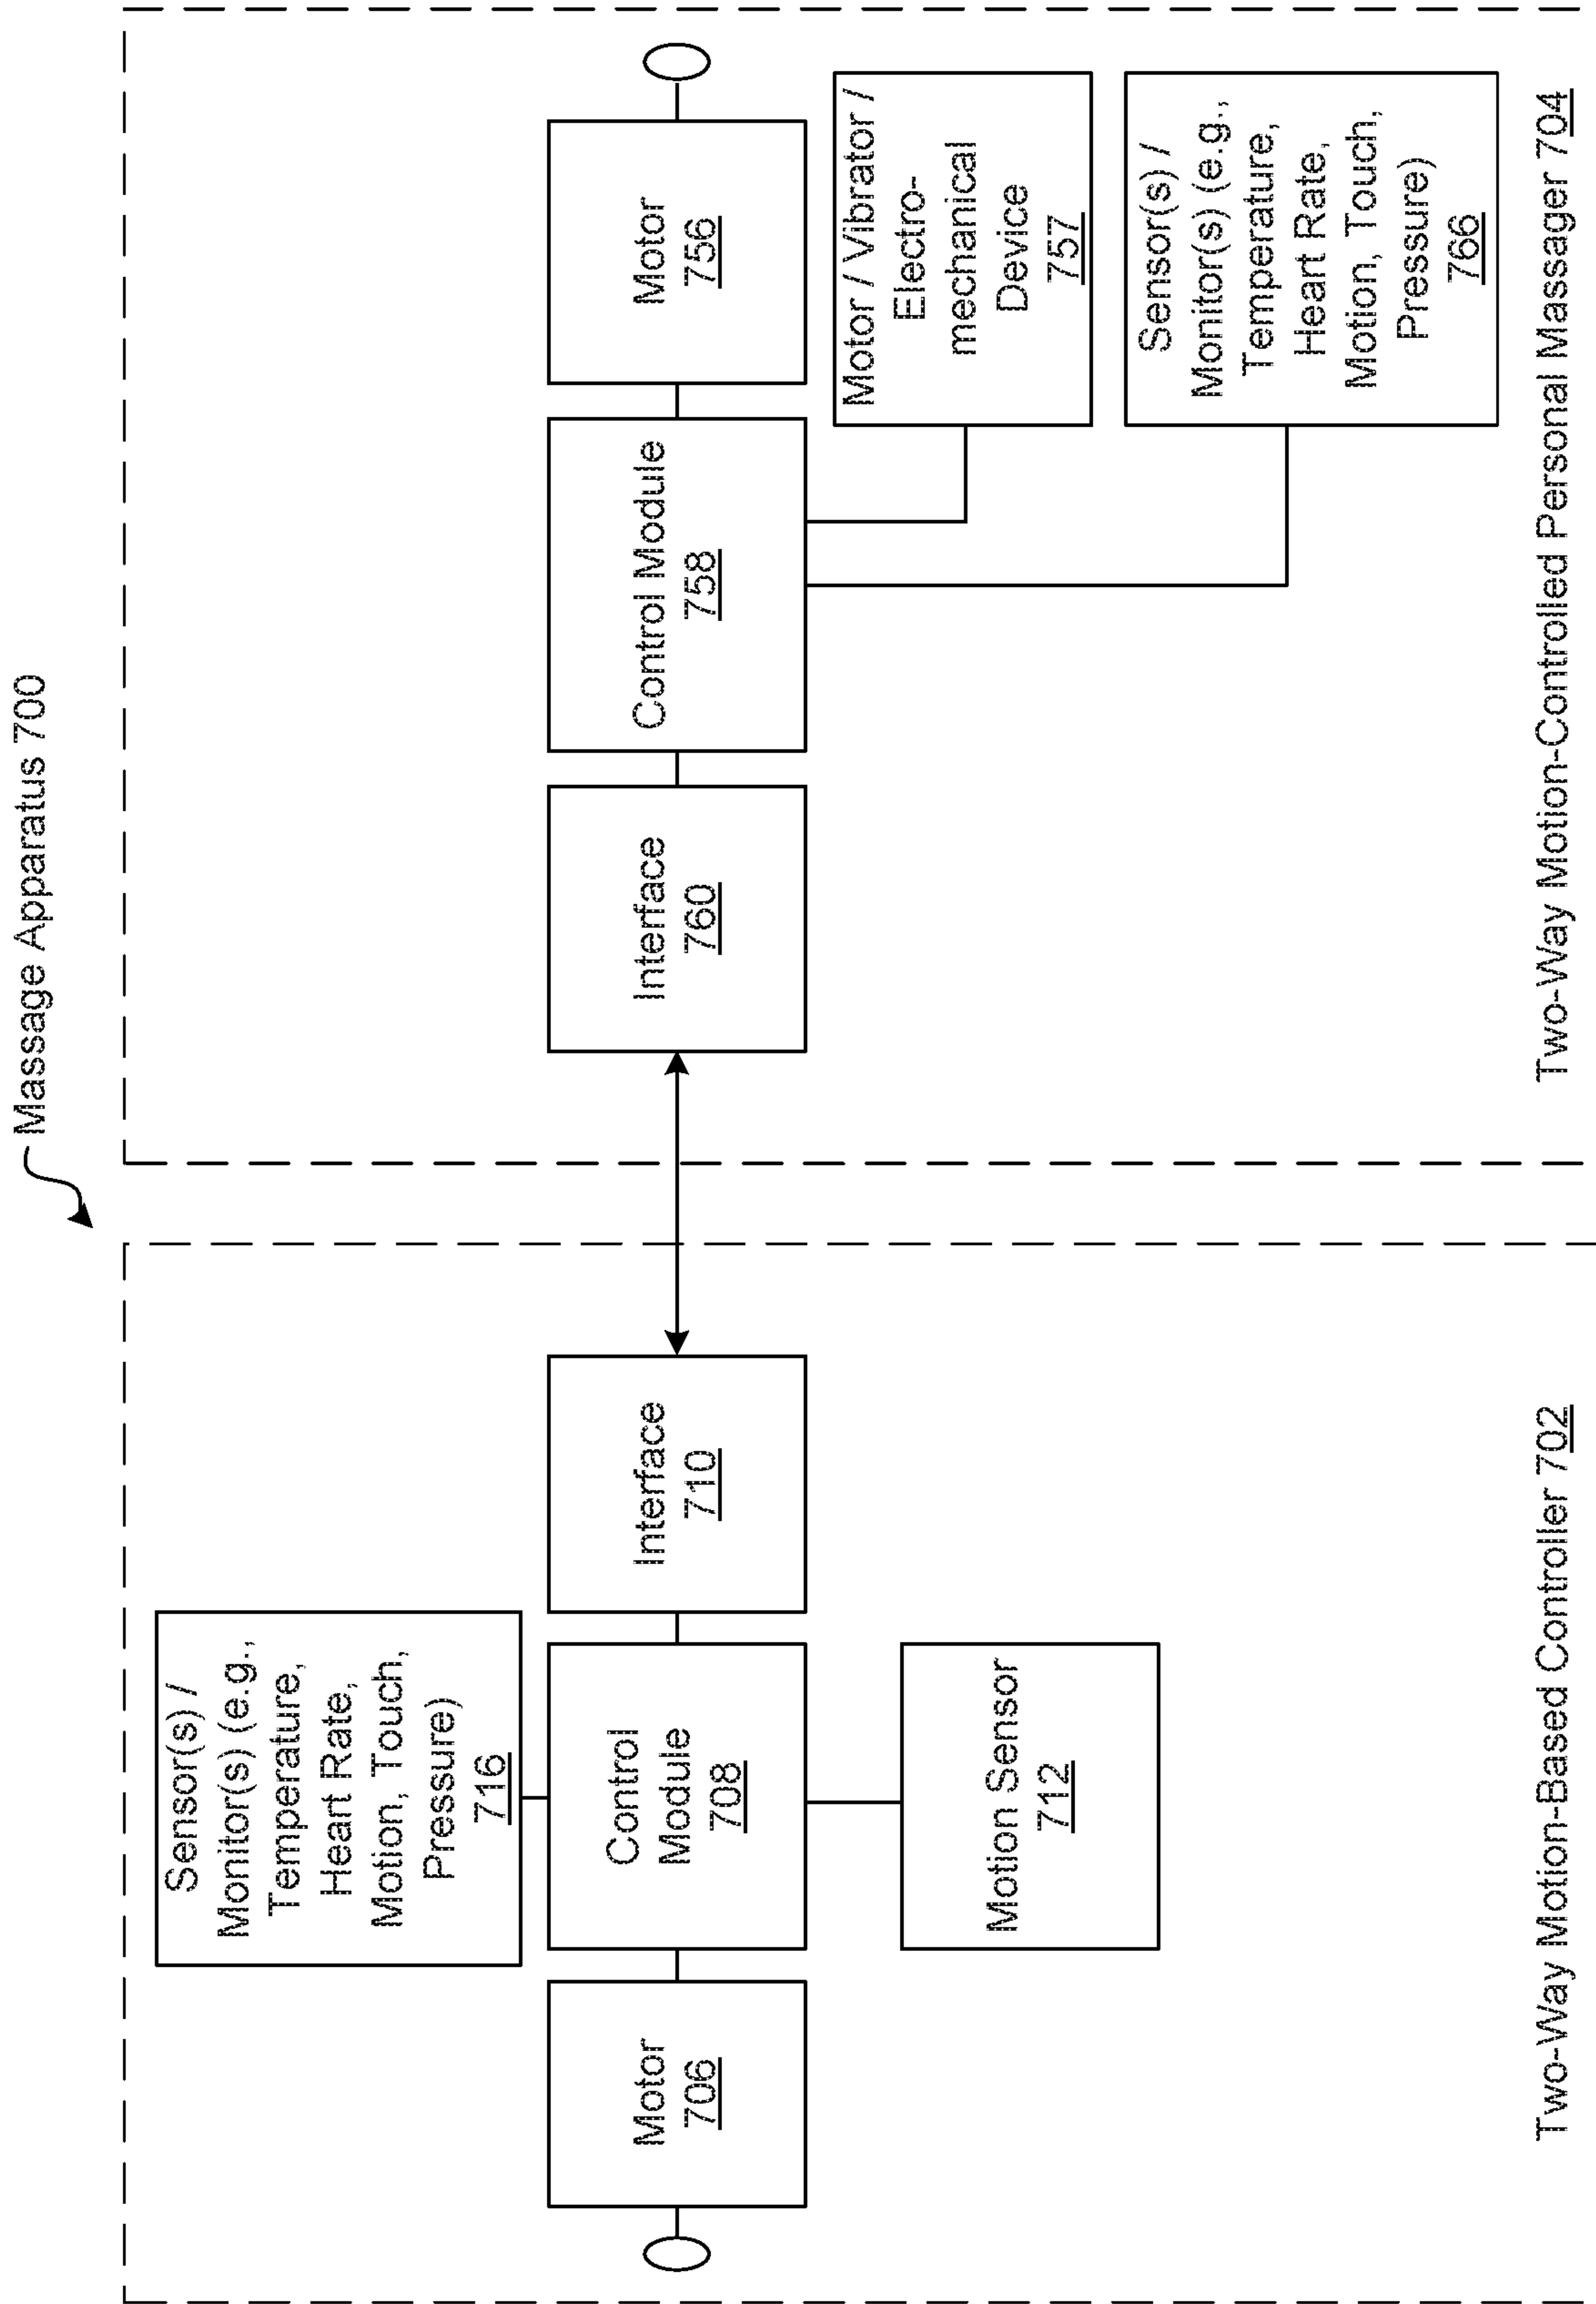 Massage Apparatus 700
Sensor(s) /
Monitor(s) (e.g.,
Temperature,
Heart Rate,
Motion, Touch,
Pressure)
716
Motor
706
Control
Module
708
Interface
710
Motion Sensor
712
Two-Way Motion-Based Controller 702
Interface
760
Control Module
758
Motor
756
Motor / Vibrator /
Electro-
mechanical
Device
757
Sensor(s) /
Monitor(s) (e.g.,
Temperature,
Heart Rate,
Motion, Touch,
Pressure)
766
Two-Way Motion-Controlled Personal Massager 704